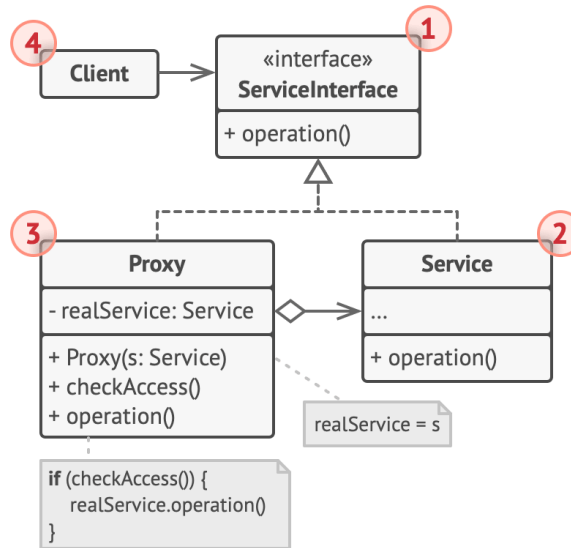 4
Client
1
«interface»
ServiceInterface
+ operation()
3
Proxy
- realService: Service
+ Proxy(s: Service)
+ checkAccess()
+ operation()
2
Service
...
+ operation()
realService = s
if (checkAccess()) {
realService.operation()
}